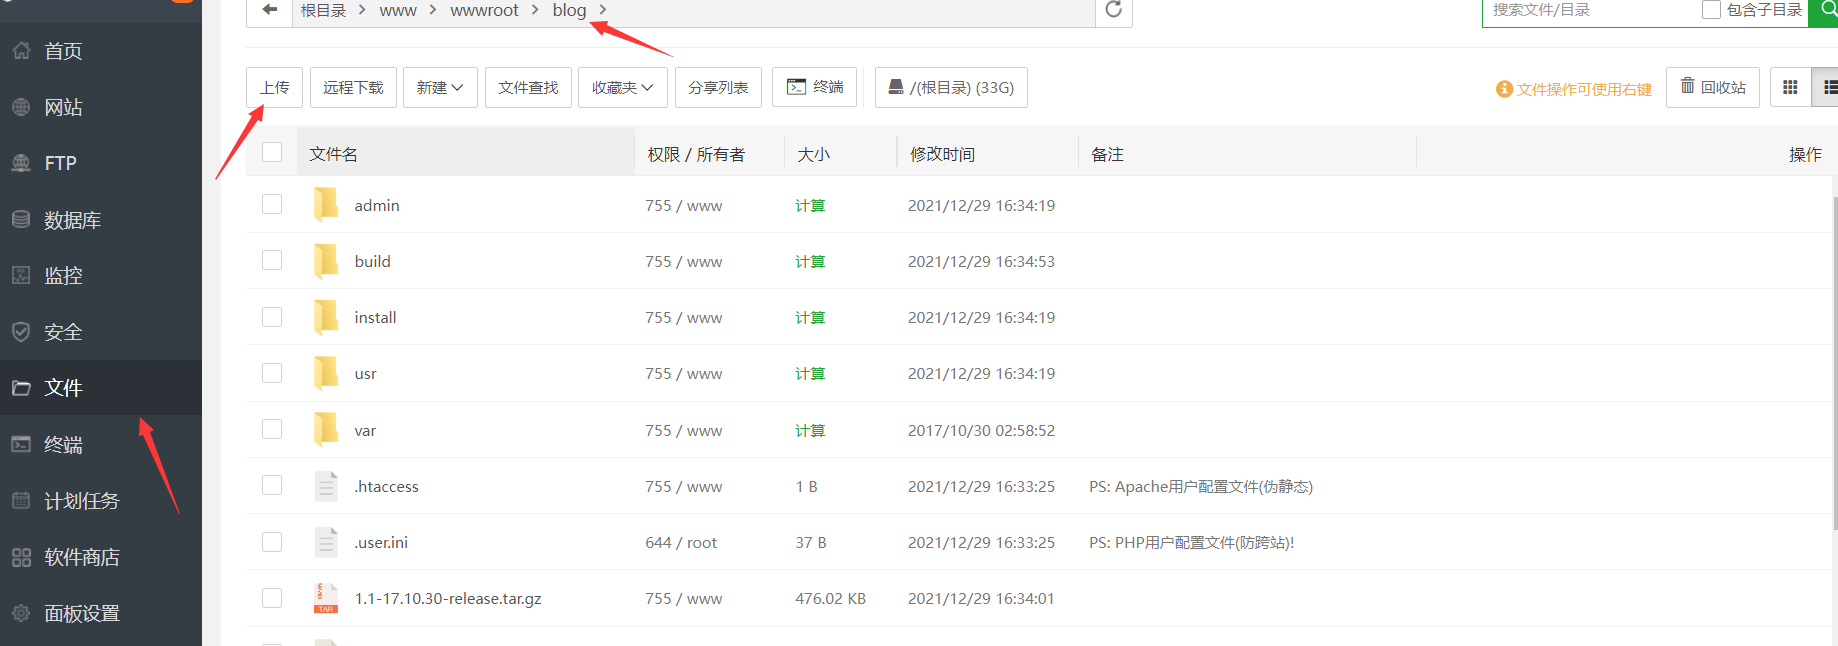 根目录 > www > wwwroot > blog >
搜索文件/目录 包含子目录
首页
网站
FTP
数据库
监控
安全
文件
终端
计划任务
软件商店
面板设置
上传 远程下载 新建 文件查找 收藏夹 分享列表 终端 /(根目录) (33G) 文件操作可使用右键 回收站
文件名 权限 / 所有者 大小 修改时间 备注 操作
admin 755 / www 计算 2021/12/29 16:34:19
build 755 / www 计算 2021/12/29 16:34:53
install 755 / www 计算 2021/12/29 16:34:19
usr 755 / www 计算 2021/12/29 16:34:19
var 755 / www 计算 2017/10/30 02:58:52
.htaccess 755 / www 1 B 2021/12/29 16:33:25 PS: Apache用户配置文件(伪静态)
.user.ini 644 / root 37 B 2021/12/29 16:33:25 PS: PHP用户配置文件(防跨站)!
TAR 1.1-17.10.30-release.tar.gz 755 / www 476.02 KB 2021/12/29 16:34:01